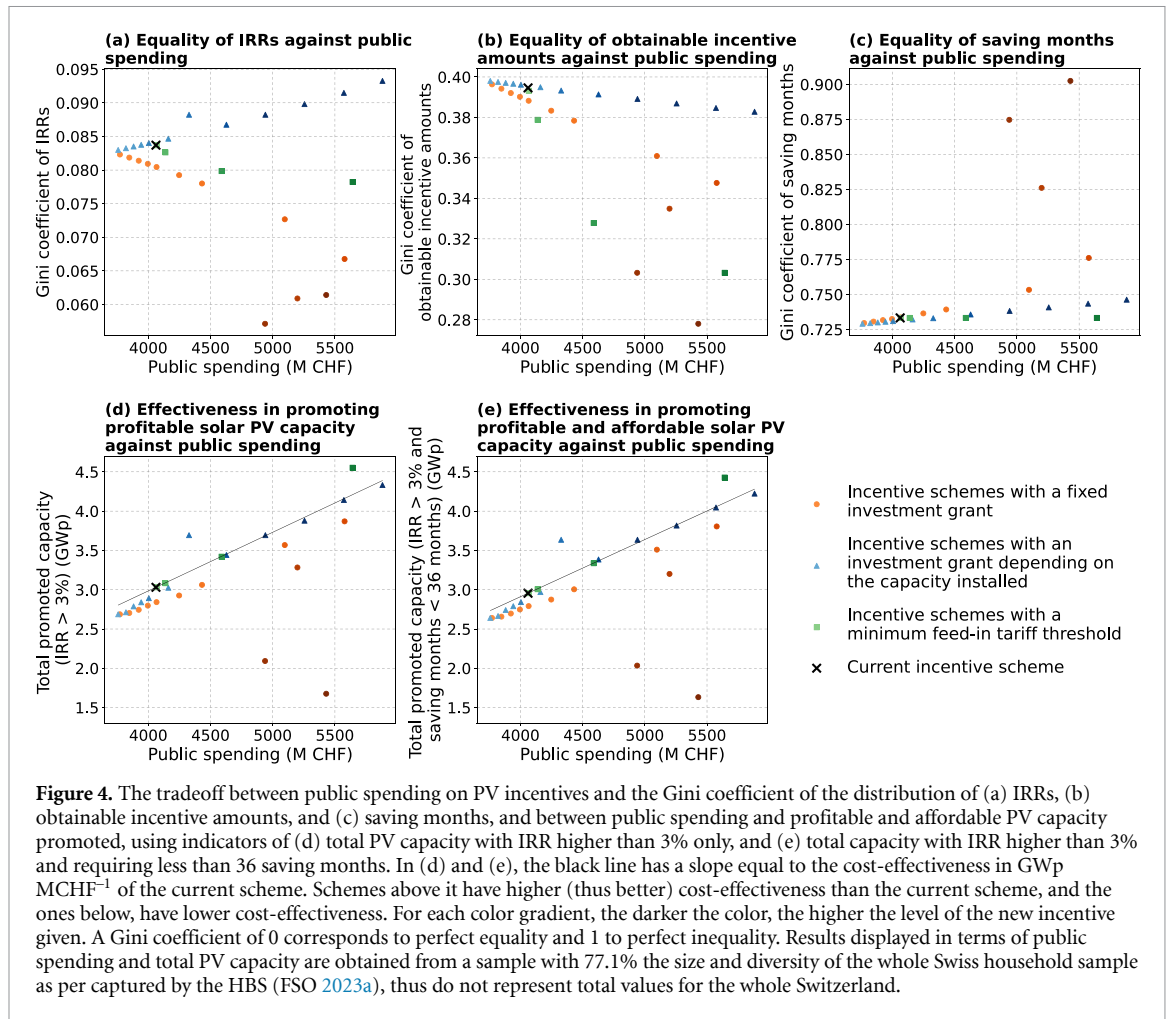 (a) Equality of IRRs against public
spending
Gini coefficient of IRRs
0.095
0.090
0.085
0.080
0.075
0.070
0.065
0.060
4000 4500 5000 5500
Public spending (M CHF)
(b) Equality of obtainable incentive
amounts against public spending
Gini coefficient of
obtainable incentive amounts
0.40
0.38
0.36
0.34
0.32
0.30
0.28
4000 4500 5000 5500
Public spending (M CHF)
(c) Equality of saving months
against public spending
Gini coefficient of saving months
0.900
0.875
0.850
0.825
0.800
0.775
0.750
0.725
4000 4500 5000 5500
Public spending (M CHF)
(d) Effectiveness in promoting
profitable solar PV capacity
against public spending
Total promoted capacity
(IRR > 3%) (GWp)
4.5
4.0
3.5
3.0
2.5
2.0
1.5
4000 4500 5000 5500
Public spending (M CHF)
(e) Effectiveness in promoting
profitable and affordable solar PV
capacity against public spending
Total promoted capacity (IRR > 3% and
saving months < 36 months) (GWp)
4.5
4.0
3.5
3.0
2.5
2.0
1.5
4000 4500 5000 5500
Public spending (M CHF)
Incentive schemes with a fixed
investment grant
Incentive schemes with an
investment grant depending on
the capacity installed
Incentive schemes with a
minimum feed-in tariff threshold
Current incentive scheme
Figure 4. The tradeoff between public spending on PV incentives and the Gini coefficient of the distribution of (a) IRRs, (b)
obtainable incentive amounts, and (c) saving months, and between public spending and profitable and affordable PV capacity
promoted, using indicators of (d) total PV capacity with IRR higher than 3% only, and (e) total capacity with IRR higher than 3%
and requiring less than 36 saving months. In (d) and (e), the black line has a slope equal to the cost-effectiveness in GWp
MCHF⁻¹ of the current scheme. Schemes above it have higher (thus better) cost-effectiveness than the current scheme, and the
ones below, have lower cost-effectiveness. For each color gradient, the darker the color, the higher the level of the new incentive
given. A Gini coefficient of 0 corresponds to perfect equality and 1 to perfect inequality. Results displayed in terms of public
spending and total PV capacity are obtained from a sample with 77.1% the size and diversity of the whole Swiss household sample
as per captured by the HBS (FSO 2023a), thus do not represent total values for the whole Switzerland.